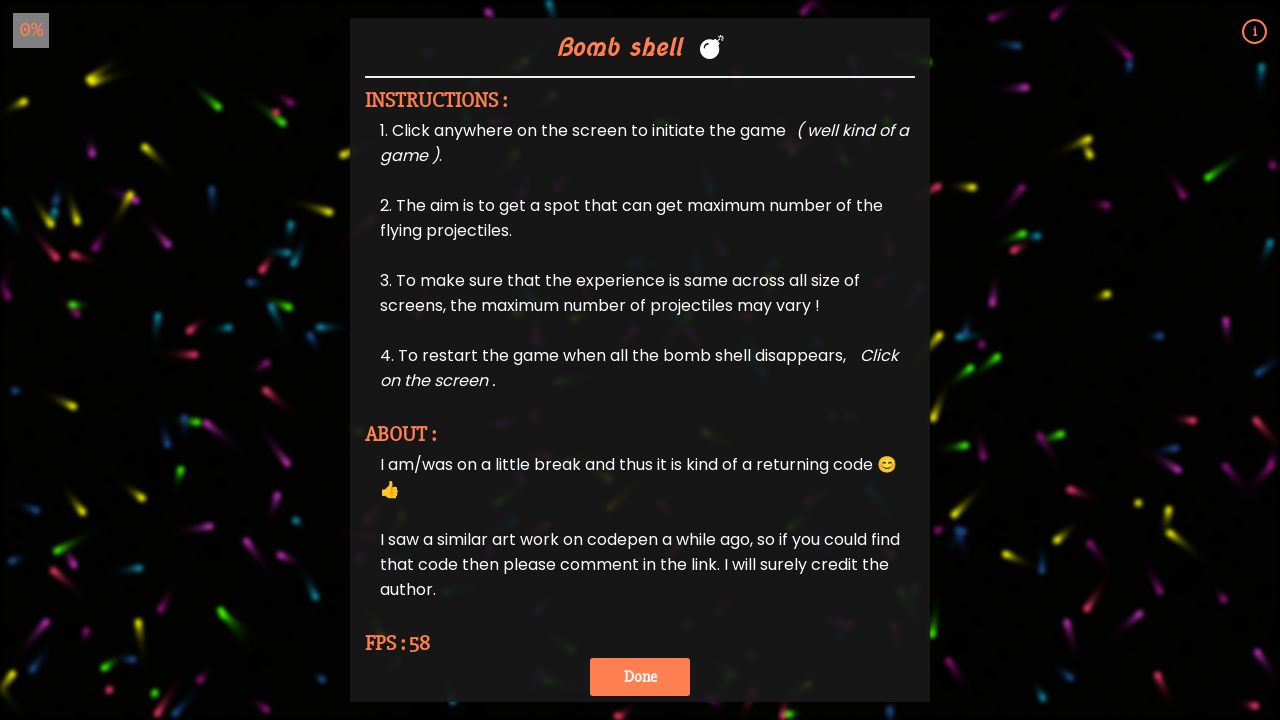 0%
i
Bomb shell 💣
INSTRUCTIONS :
1. Click anywhere on the screen to initiate the game ( well kind of a
game ).
2. The aim is to get a spot that can get maximum number of the
flying projectiles.
3. To make sure that the experience is same across all size of
screens, the maximum number of projectiles may vary !
4. To restart the game when all the bomb shell disappears, Click
on the screen .
ABOUT :
I am/was on a little break and thus it is kind of a returning code 😊
👍
I saw a similar art work on codepen a while ago, so if you could find
that code then please comment in the link. I will surely credit the
author.
FPS : 58
Done